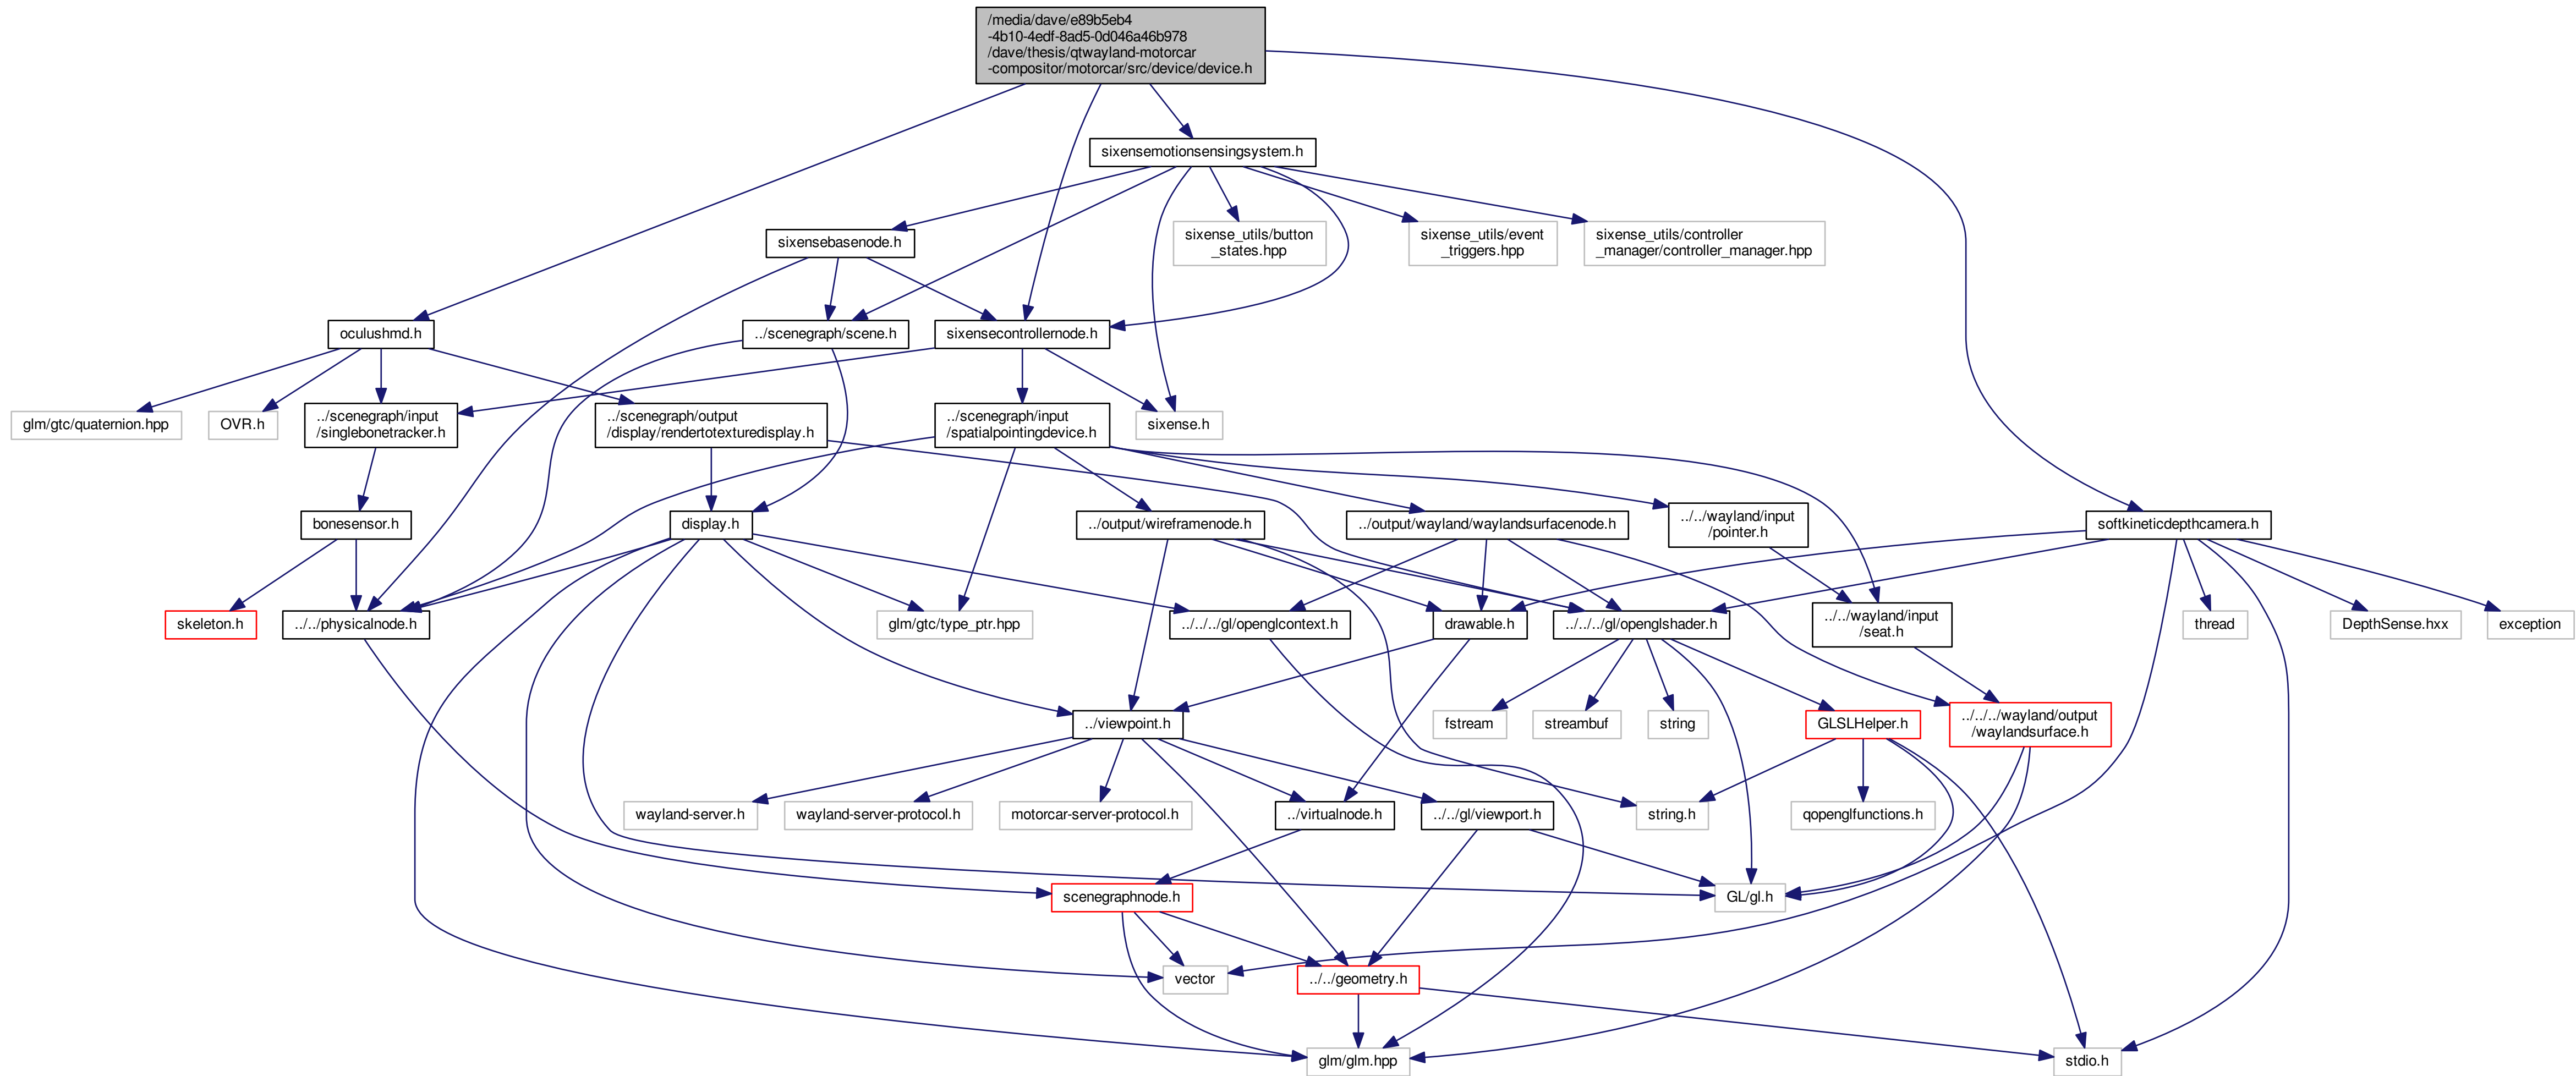 /media/dave/e89b5eb4
-4b10-4edf-8ad5-0d046a46b978
/dave/thesis/qtwayland-motorcar
-compositor/motorcar/src/device/device.h
sixensemotionsensingsystem.h
sixensebasenode.h
sixense_utils/button
_states.hpp
sixense_utils/event
_triggers.hpp
sixense_utils/controller
_manager/controller_manager.hpp
oculushmd.h
../scenegraph/scene.h
sixensecontrollernode.h
glm/gtc/quaternion.hpp
OVR.h
../scenegraph/input
/singlebonetracker.h
../scenegraph/output
/display/rendertotexturedisplay.h
../scenegraph/input
/spatialpointingdevice.h
sixense.h
bonesensor.h
display.h
../output/wireframenode.h
../output/wayland/waylandsurfacenode.h
../../wayland/input
/pointer.h
softkineticdepthcamera.h
skeleton.h
../../physicalnode.h
glm/gtc/type_ptr.hpp
../../../gl/openglcontext.h
drawable.h
../../../gl/openglshader.h
../../wayland/input
/seat.h
thread
DepthSense.hxx
exception
../viewpoint.h
fstream
streambuf
string
GLSLHelper.h
../../../wayland/output
/waylandsurface.h
wayland-server.h
wayland-server-protocol.h
motorcar-server-protocol.h
../virtualnode.h
../../gl/viewport.h
string.h
qopenglfunctions.h
scenegraphnode.h
GL/gl.h
vector
../../geometry.h
glm/glm.hpp
stdio.h